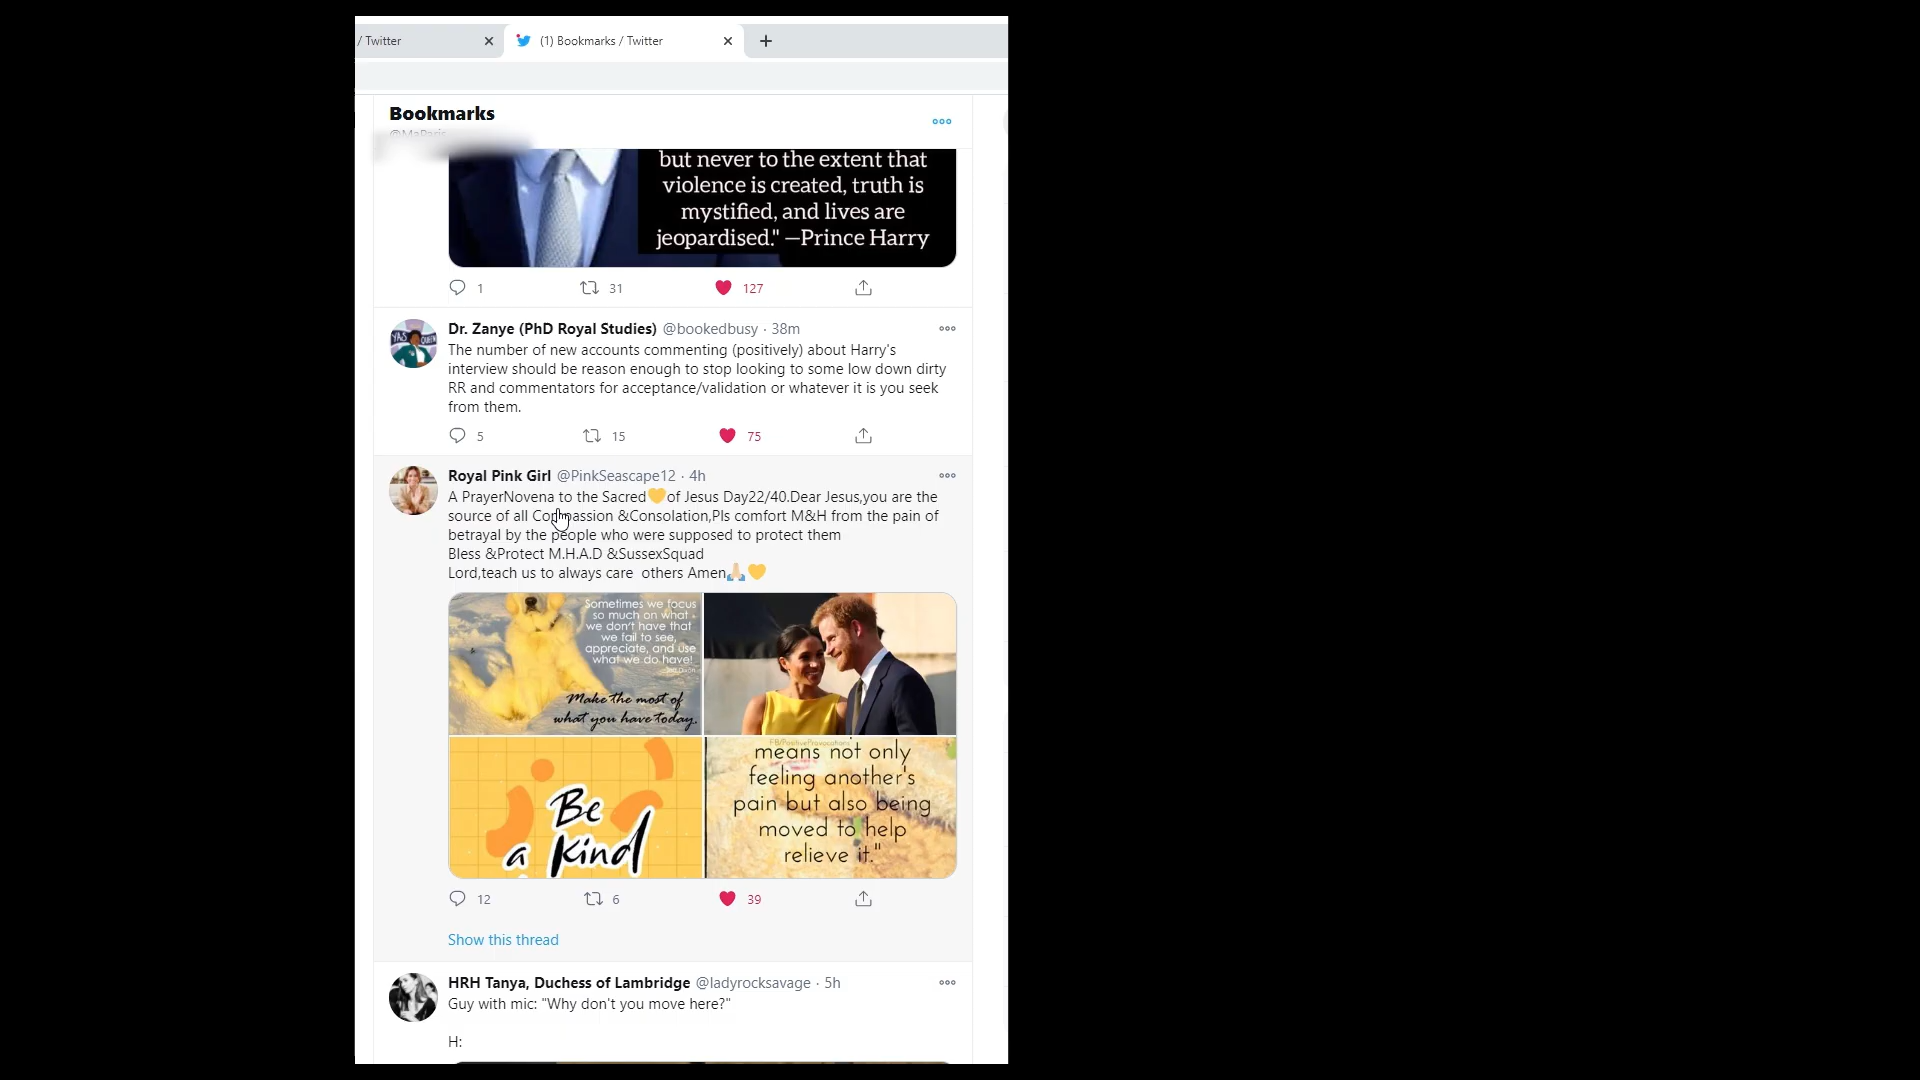 / Twitter
(1) Bookmarks / Twitter
Bookmarks
but never to the extent that
violence is created, truth is
mystified, and lives are
jeopardised." —Prince Harry
1 31 127
Dr. Zanye (PhD Royal Studies) @bookedbusy · 38m
The number of new accounts commenting (positively) about Harry's
interview should be reason enough to stop looking to some low down dirty
RR and commentators for acceptance/validation or whatever it is you seek
from them.
5 15 75
Royal Pink Girl @PinkSeascape12 · 4h
A PrayerNovena to the Sacred💛of Jesus Day22/40.Dear Jesus,you are the
source of all Compassion &Consolation,Pls comfort M&H from the pain of
betrayal by the people who were supposed to protect them
Bless &Protect M.H.A.D &SussexSquad
Lord,teach us to always care others Amen🙏🏼💛
Sometimes we focus
so much on what
we don't have that
we fail to see,
appreciate, and use
what we do have!
Make the most of
what you have today.
Be
a Kind
FB/PositiveProvocations
means not only
feeling another's
pain but also being
moved to help
relieve it."
12 6 39
Show this thread
HRH Tanya, Duchess of Lambridge @ladyrocksavage · 5h
Guy with mic: "Why don't you move here?"
H: